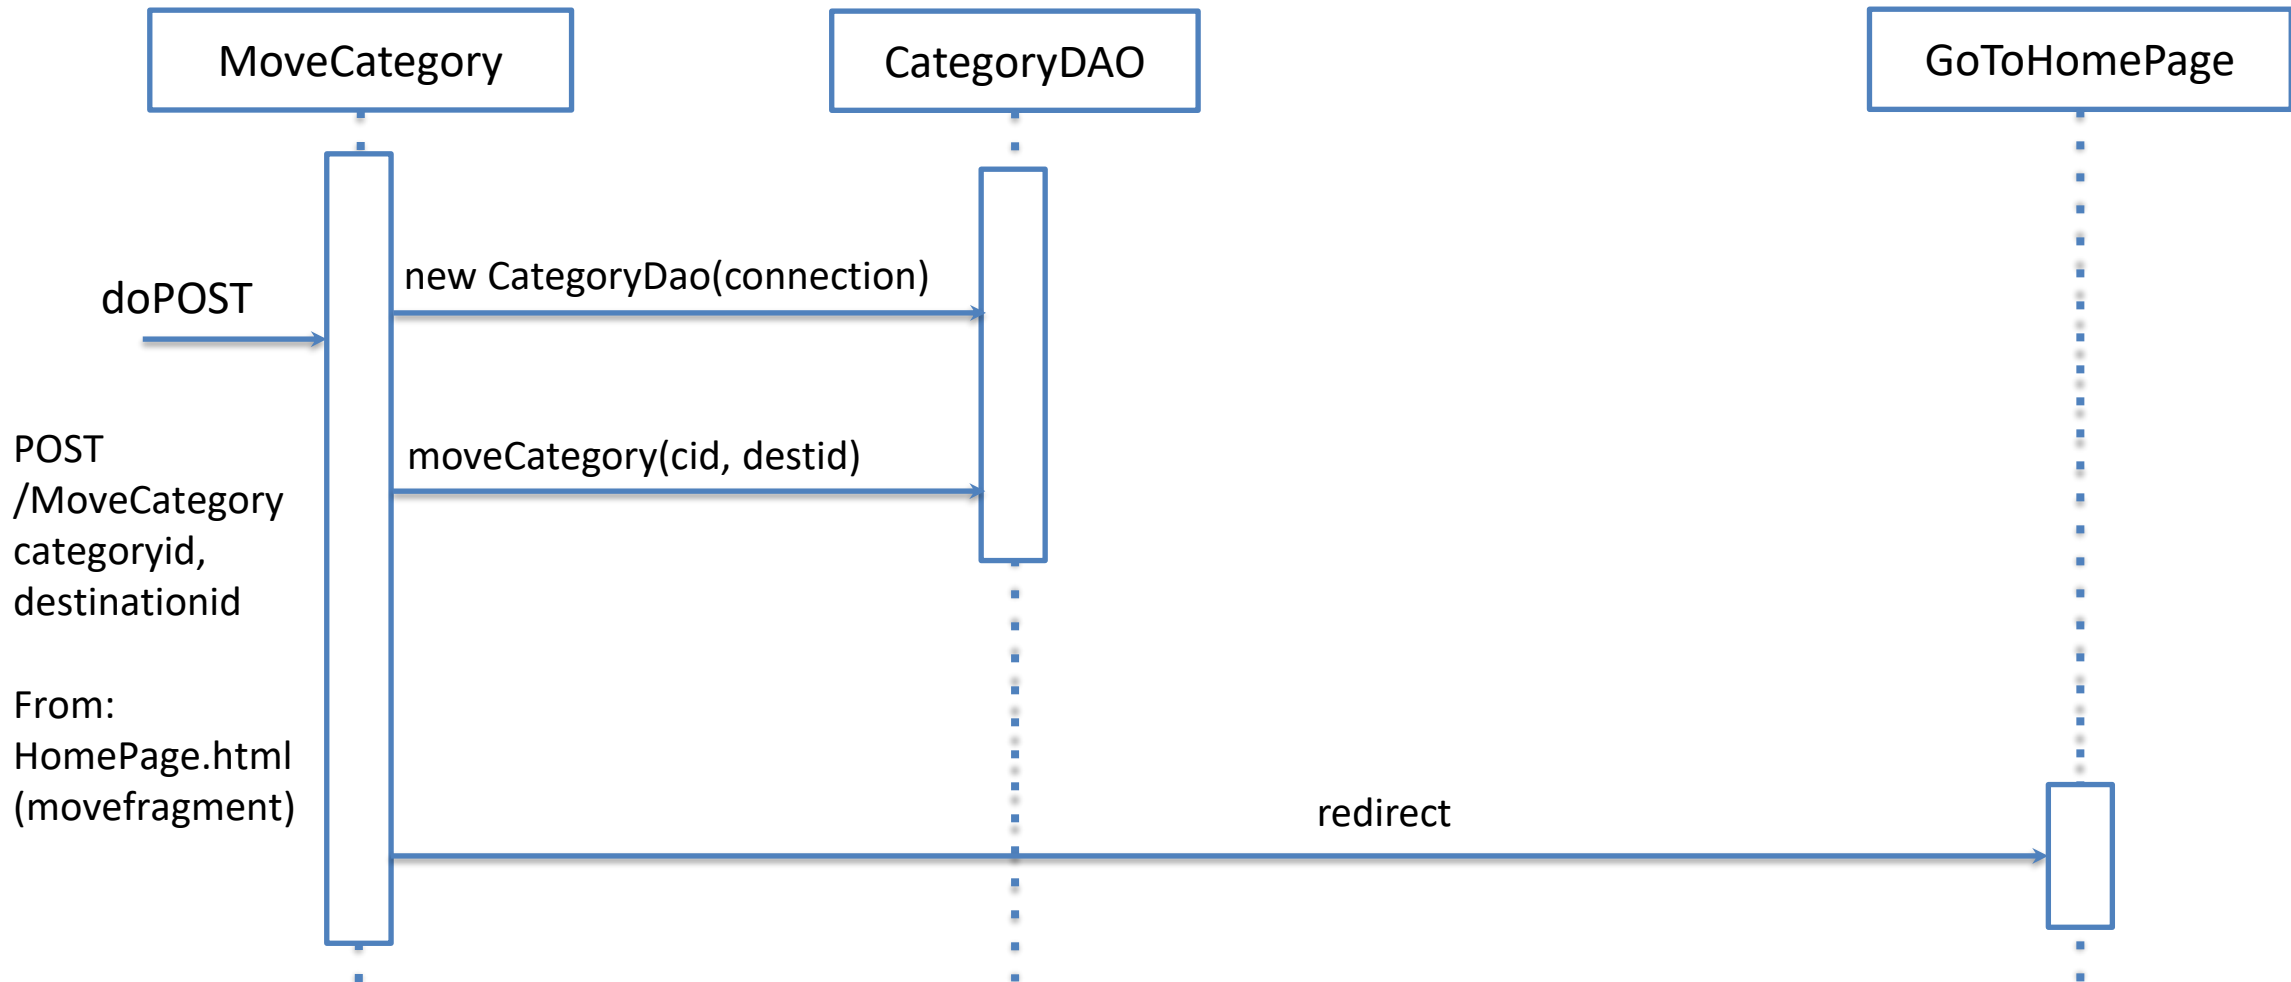 MoveCategory
CategoryDAO
GoToHomePage
doPOST
new CategoryDao(connection)
POST
/MoveCategory
categoryid,
destinationid
moveCategory(cid, destid)
From:
HomePage.html
(movefragment)
redirect